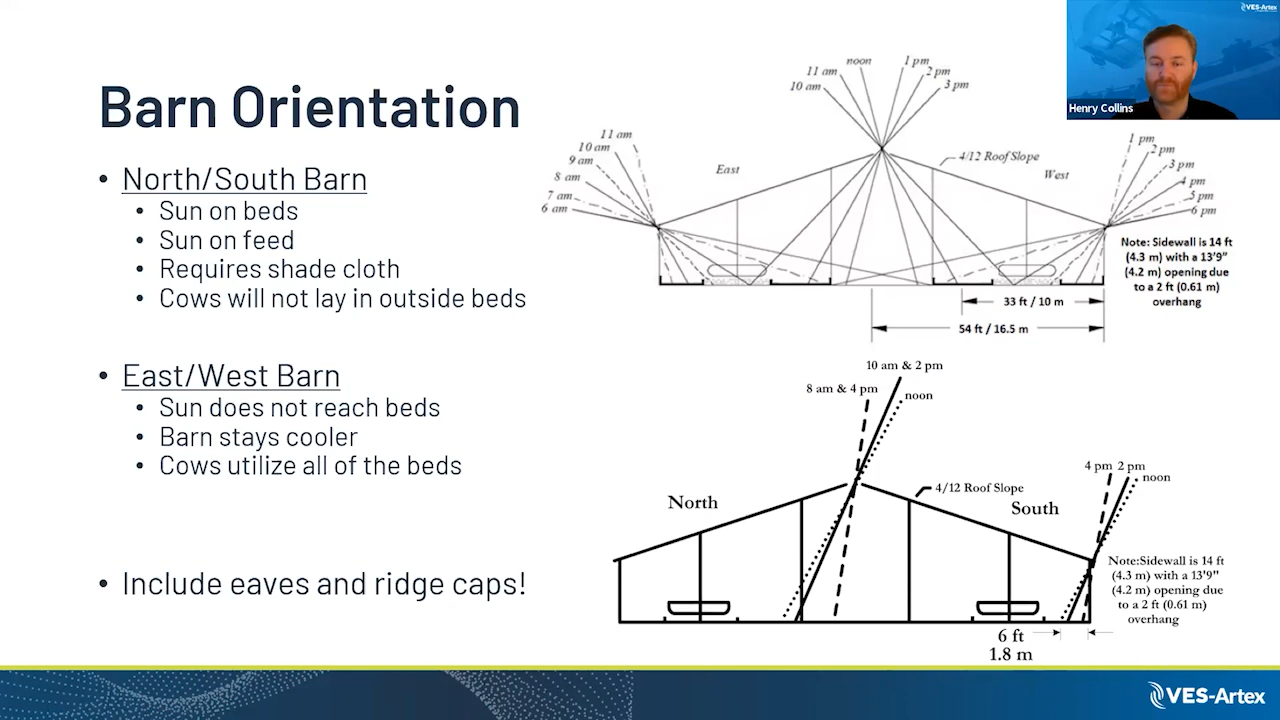 VES-Artex
Henry Collins
Barn Orientation
• North/South Barn
• Sun on beds
• Sun on feed
• Requires shade cloth
• Cows will not lay in outside beds
• East/West Barn
• Sun does not reach beds
• Barn stays cooler
• Cows utilize all of the beds
• Include eaves and ridge caps!
noon
11 am
10 am
1 pm
2 pm
3 pm
11 am
10 am
9 am
8 am
7 am
6 am
East
4/12 Roof Slope
West
1 pm
2 pm
3 pm
4 pm
5 pm
6 pm
Note: Sidewall is 14 ft
(4.3 m) with a 13'9"
(4.2 m) opening due
to a 2 ft (0.61 m)
overhang
33 ft / 10 m
54 ft / 16.5 m
10 am & 2 pm
8 am & 4 pm
noon
North
4/12 Roof Slope
South
4 pm 2 pm
noon
Note:Sidewall is 14 ft
(4.3 m) with a 13'9"
(4.2 m) opening due
to a 2 ft (0.61 m)
overhang
6 ft
1.8 m
VES-Artex